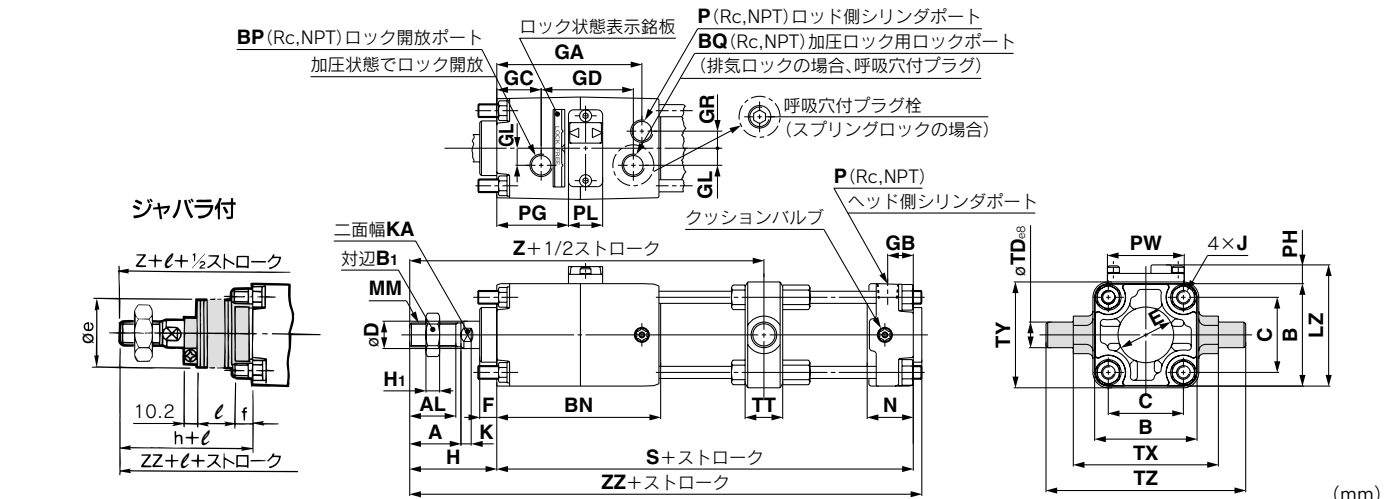 P(Rc,NPT)ロッド側シリンダポート
ロック状態表示銘板
BP(Rc,NPT)ロック開放ポート
BQ(Rc,NPT)加圧ロック用ロックポート
加圧状態でロック開放
GA
(排気ロックの場合、呼吸穴付プラグ)
GC
GD
GR
呼吸穴付プラグ栓
(スプリングロックの場合)
GL
LOCK
FREE
GL
P(Rc,NPT)
ヘッド側シリンダポート
PG
PL
クッションバルブ
ジャバラ付
二面幅KA
Z+1/2ストローク
GB
PW
4×J
PH
øTDe8
Z+ℓ+½ストローク
対辺B1
MM
øe
øD
TY
E
C
B
LZ
H1
10.2
ℓ
f
AL
F
BN
TT
N
C
h+ℓ
A
K
B
H
S+ストローク
TX
ZZ+ℓ+ストローク
ZZ+ストローク
TZ
(mm)